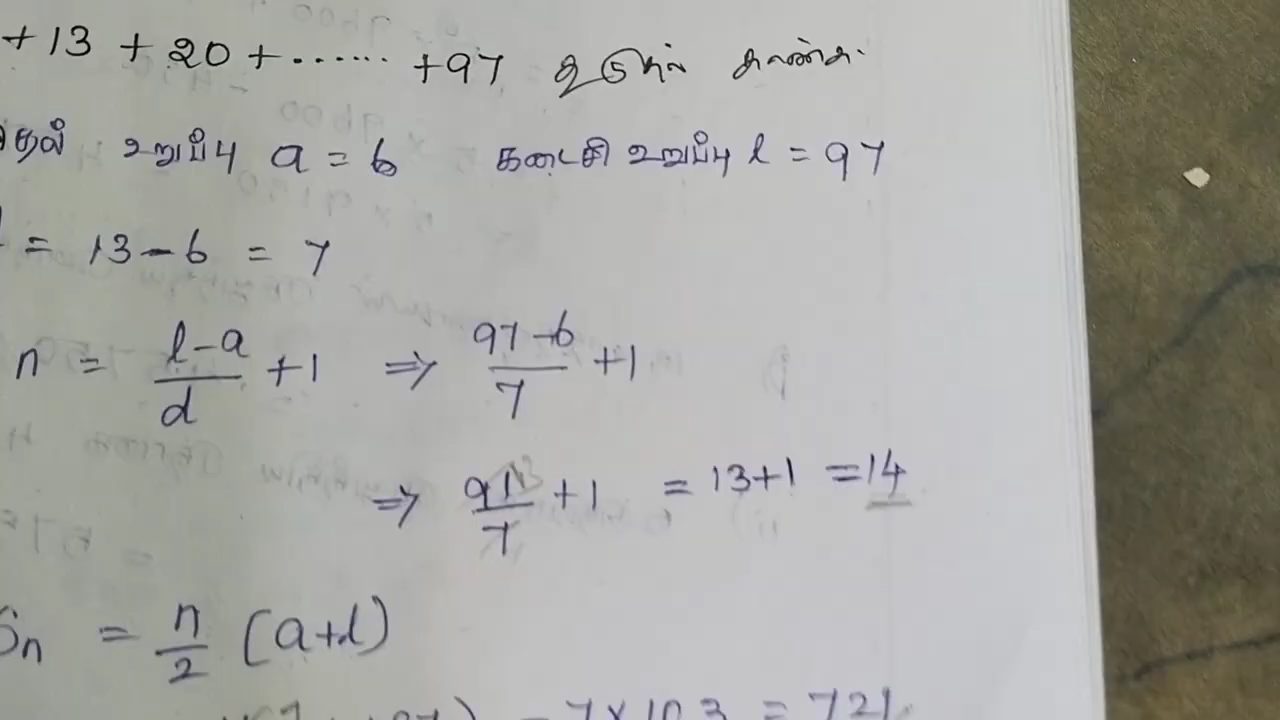 + 13 + 20 + ...... + 97 கூடுதல் காண்க.
உறுப்பு a = 6 கடைசி உறுப்பு l = 97
= 13 - 6 = 7
n = (l-a)/d + 1 ⇒ (97-6)/7 + 1
⇒ 91/7 + 1 = 13+1 = 14
Sn = n/2 (a+l)
7 x 103 = 721